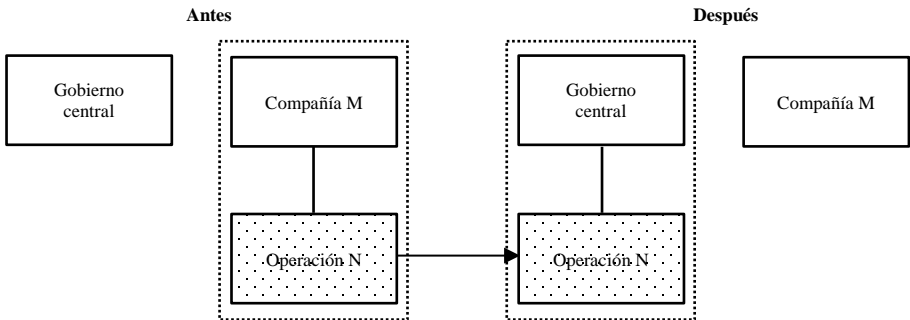 Antes
Después
Gobierno
central
Compañía M
Gobierno
central
Compañía M
Operación N
Operación N